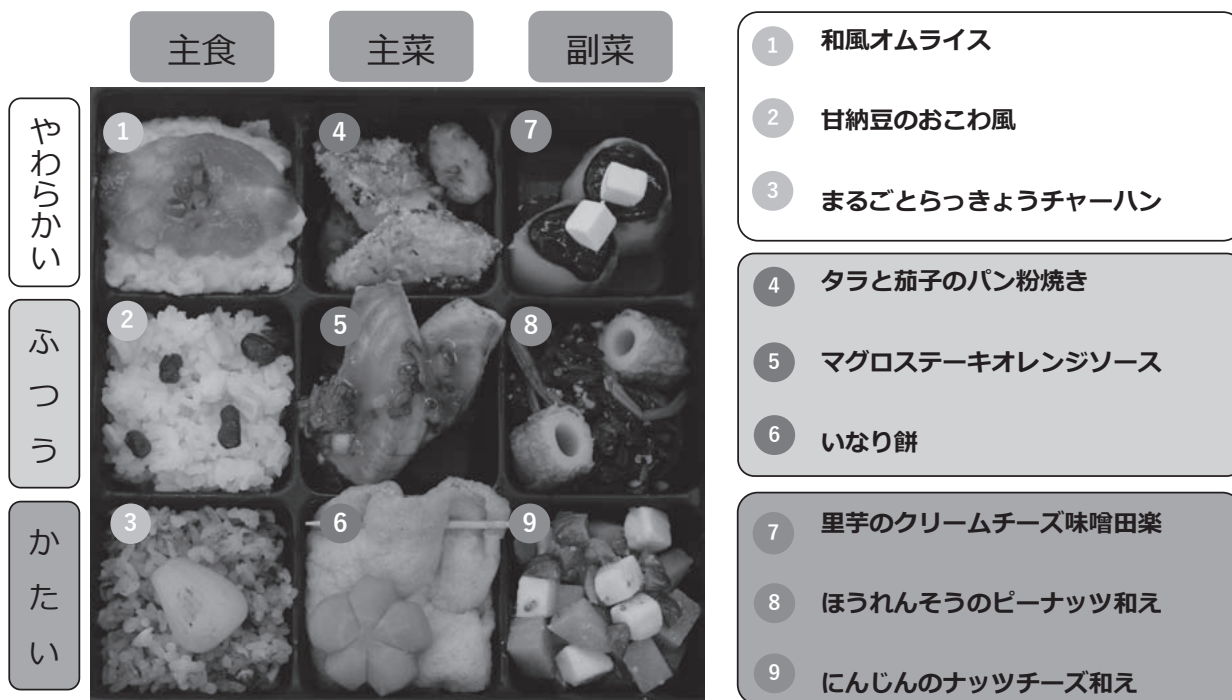 主食
主菜
副菜
やわらかい
ふつう
かたい
1
4
7
2
5
8
3
6
9
1 和風オムライス
2 甘納豆のおこわ風
3 まるごとらっきょうチャーハン
4 タラと茄子のパン粉焼き
5 マグロステーキオレンジソース
6 いなり餅
7 里芋のクリームチーズ味噌田楽
8 ほうれんそうのピーナッツ和え
9 にんじんのナッツチーズ和え